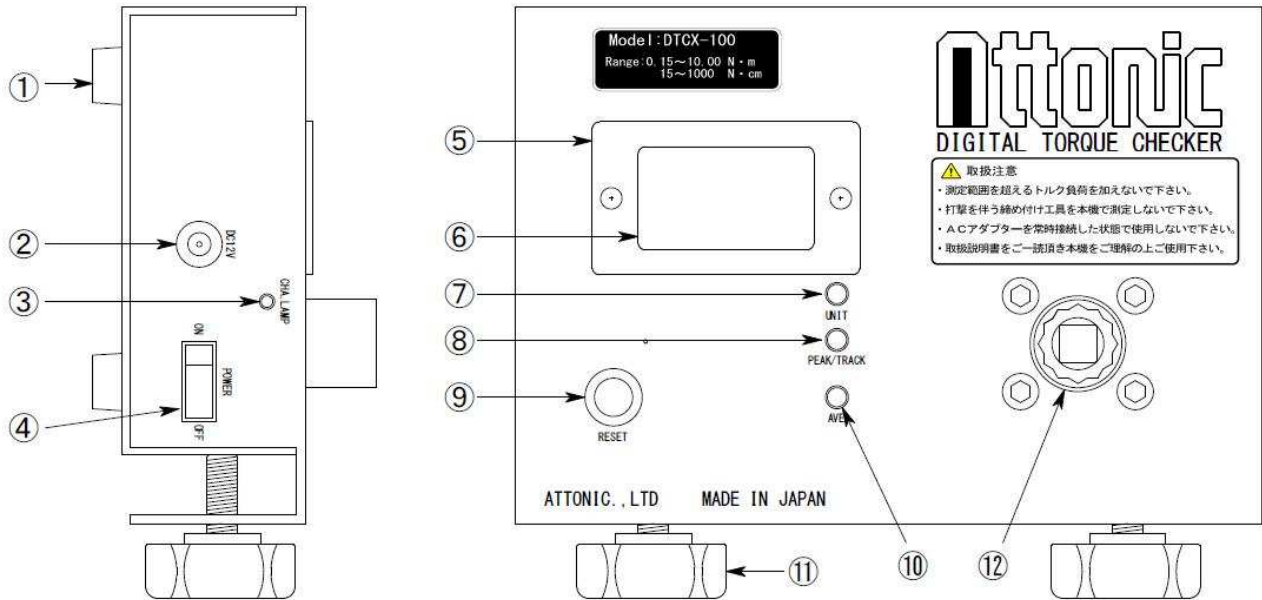 ①
②
DC12V
③
CHA.LAMP
ON
POWER
④
OFF
Model:DTCX-100
Range:0.15～10.00 N・m
15～1000 N・cm
Attonic
DIGITAL TORQUE CHECKER
取扱注意
・測定範囲を超えるトルク負荷を加えないで下さい。
・打撃を伴う締め付け工具を本機で測定しないで下さい。
・ACアダプターを常時接続した状態で使用しないで下さい。
・取扱説明書をご一読頂き本機をご理解の上ご使用下さい。
⑤
⑥
⑦
UNIT
⑧
PEAK/TRACK
⑨
RESET
AVE
ATTONIC.,LTD MADE IN JAPAN
⑩
⑪
⑫